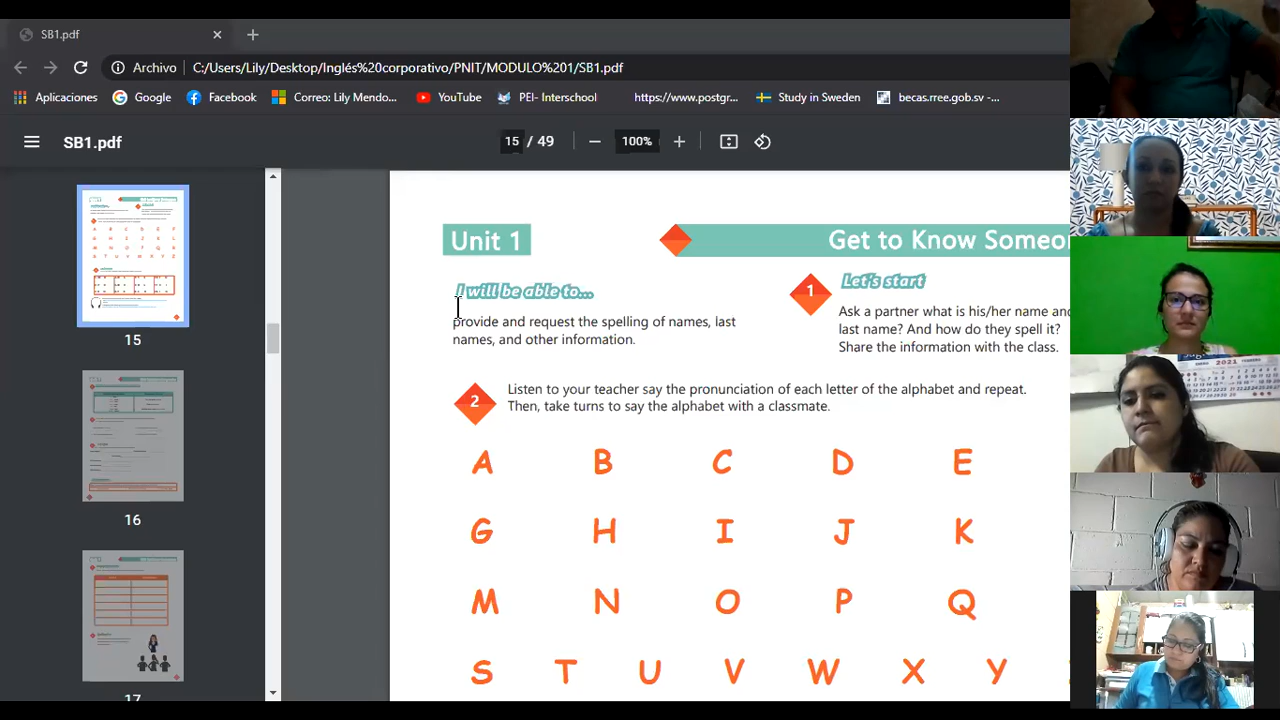 SB1.pdf
Archivo C:/Users/Lily/Desktop/Inglés%20corporativo/PNIT/MODULO%201/SB1.pdf
Aplicaciones Google Facebook Correo: Lily Mendo... YouTube PEI- Interschool https://www.postgr... Study in Sweden becas.rree.gob.sv -...
SB1.pdf 15 / 49 100%
Unit 1 Get to Know Someo
I will be able to...
provide and request the spelling of names, last
names, and other information.
1 Let's start
Ask a partner what is his/her name and
last name? And how do they spell it?
Share the information with the class.
2 Listen to your teacher say the pronunciation of each letter of the alphabet and repeat.
Then, take turns to say the alphabet with a classmate.
A B C D E
G H I J K
M N O P Q
S T U V W X Y
15
16
17
2021